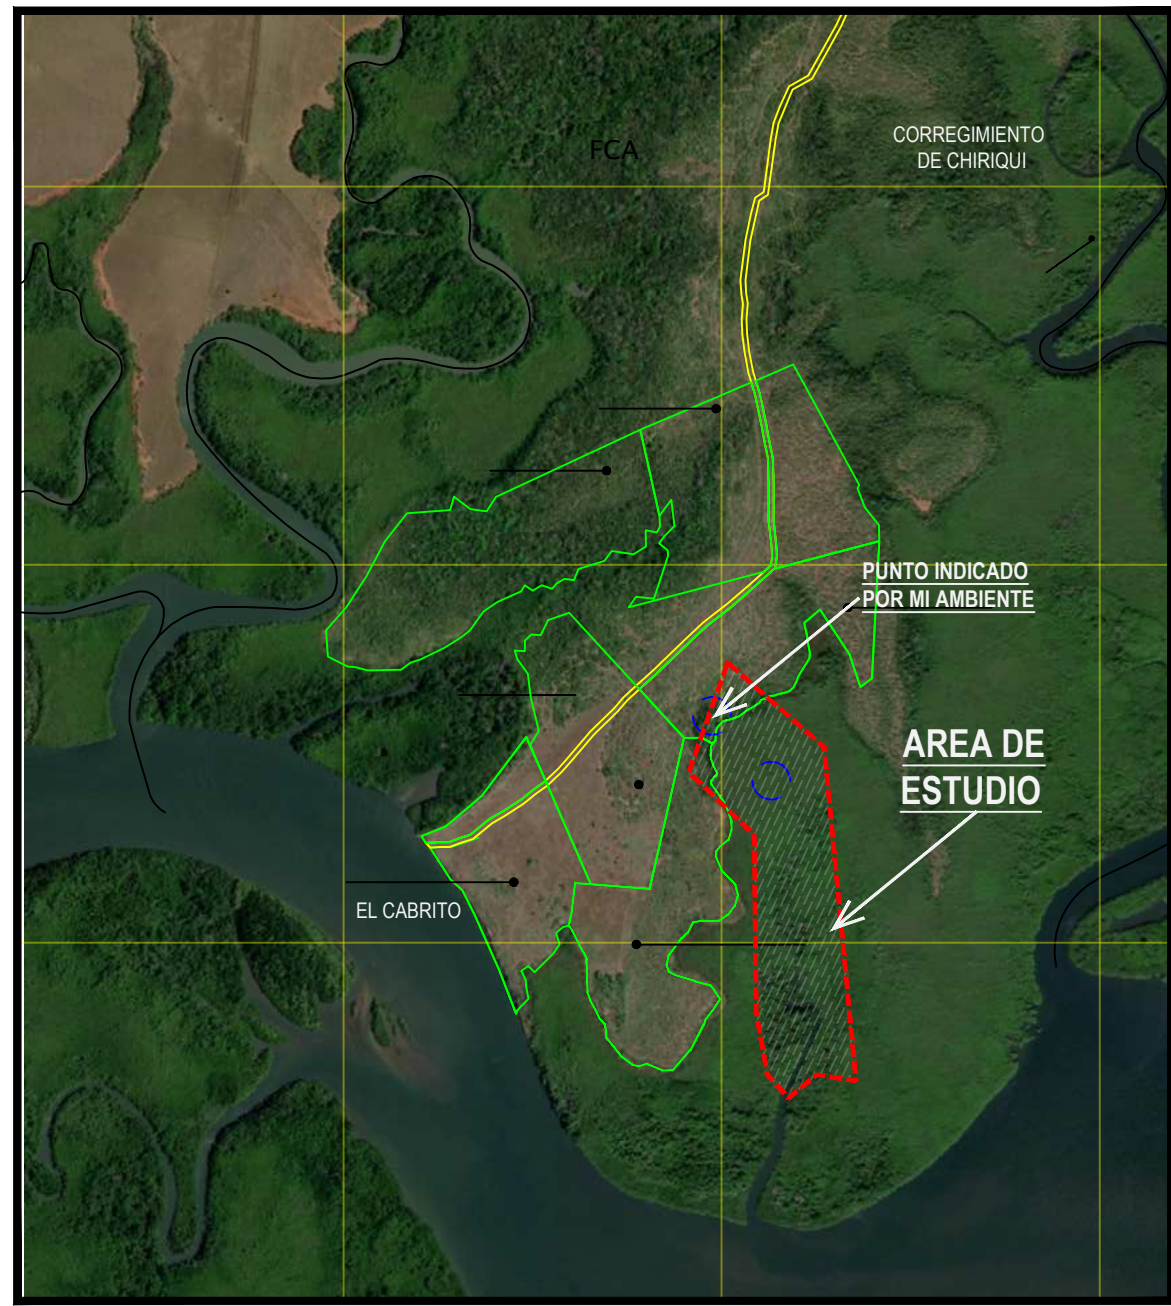 FCA
CORREGIMIENTO
DE CHIRIQUI
PUNTO INDICADO
POR MI AMBIENTE
AREA DE
ESTUDIO
EL CABRITO